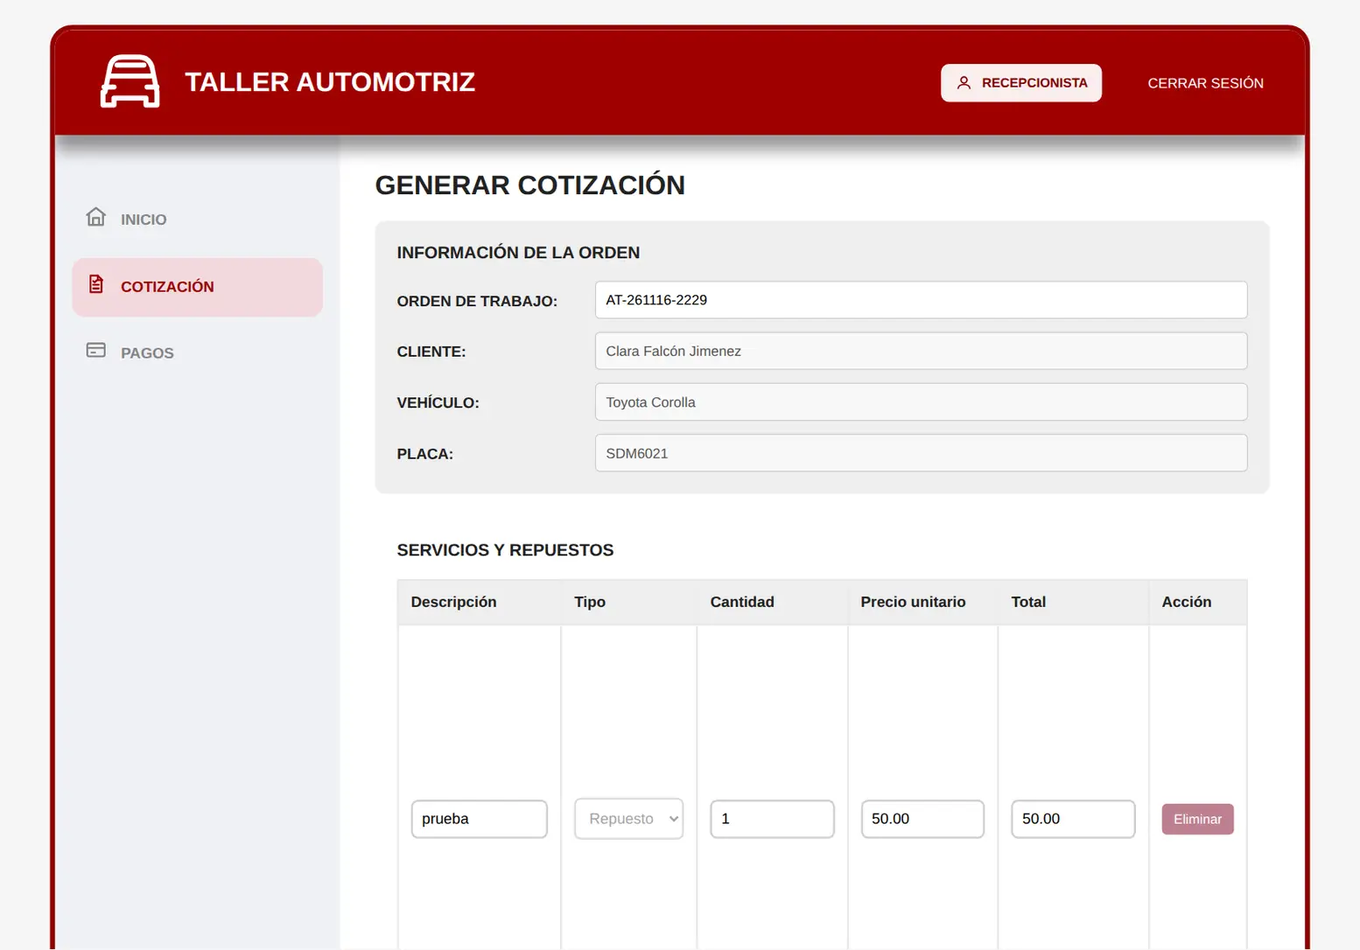 TALLER AUTOMOTRIZ
RECEPCIONISTA
CERRAR SESIÓN
INICIO
COTIZACIÓN
PAGOS
GENERAR COTIZACIÓN
INFORMACIÓN DE LA ORDEN
ORDEN DE TRABAJO: AT-261116-2229
CLIENTE: Clara Falcón Jimenez
VEHÍCULO: Toyota Corolla
PLACA: SDM6021
SERVICIOS Y REPUESTOS
Descripción Tipo Cantidad Precio unitario Total Acción
prueba Repuesto 1 50.00 50.00 Eliminar